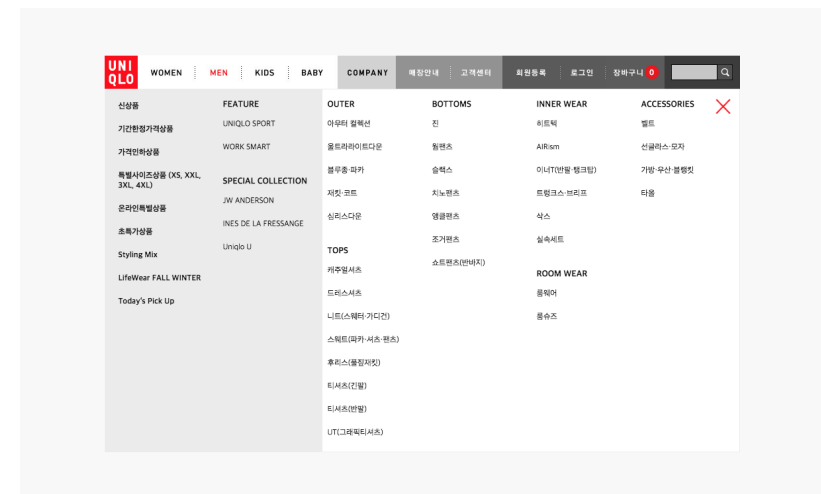 UNI
QLO
WOMEN
MEN
KIDS
BABY
COMPANY
매장안내
고객센터
회원등록
로그인
장바구니 0
신상품
기간한정가격상품
가격인하상품
특별사이즈상품 (XS, XXL,
3XL, 4XL)
온라인특별상품
초특가상품
Styling Mix
LifeWear FALL WINTER
Today's Pick Up
FEATURE
UNIQLO SPORT
WORK SMART
SPECIAL COLLECTION
JW ANDERSON
INES DE LA FRESSANGE
Uniqlo U
OUTER
아우터 컬렉션
울트라라이트다운
블루종·파카
재킷·코트
심리스다운
TOPS
캐주얼셔츠
드레스셔츠
니트(스웨터·가디건)
스웨트(파카·셔츠·팬츠)
후리스(풀짚재킷)
티셔츠(긴팔)
티셔츠(반팔)
UT(그래픽티셔츠)
BOTTOMS
진
웜팬츠
슬랙스
치노팬츠
앵클팬츠
조거팬츠
쇼트팬츠(반바지)
INNER WEAR
히트텍
AIRism
이너T(반팔·탱크탑)
트렁크스·브리프
삭스
실속세트
ROOM WEAR
룸웨어
룸슈즈
ACCESSORIES
벨트
선글라스·모자
가방·우산·블랭킷
타올